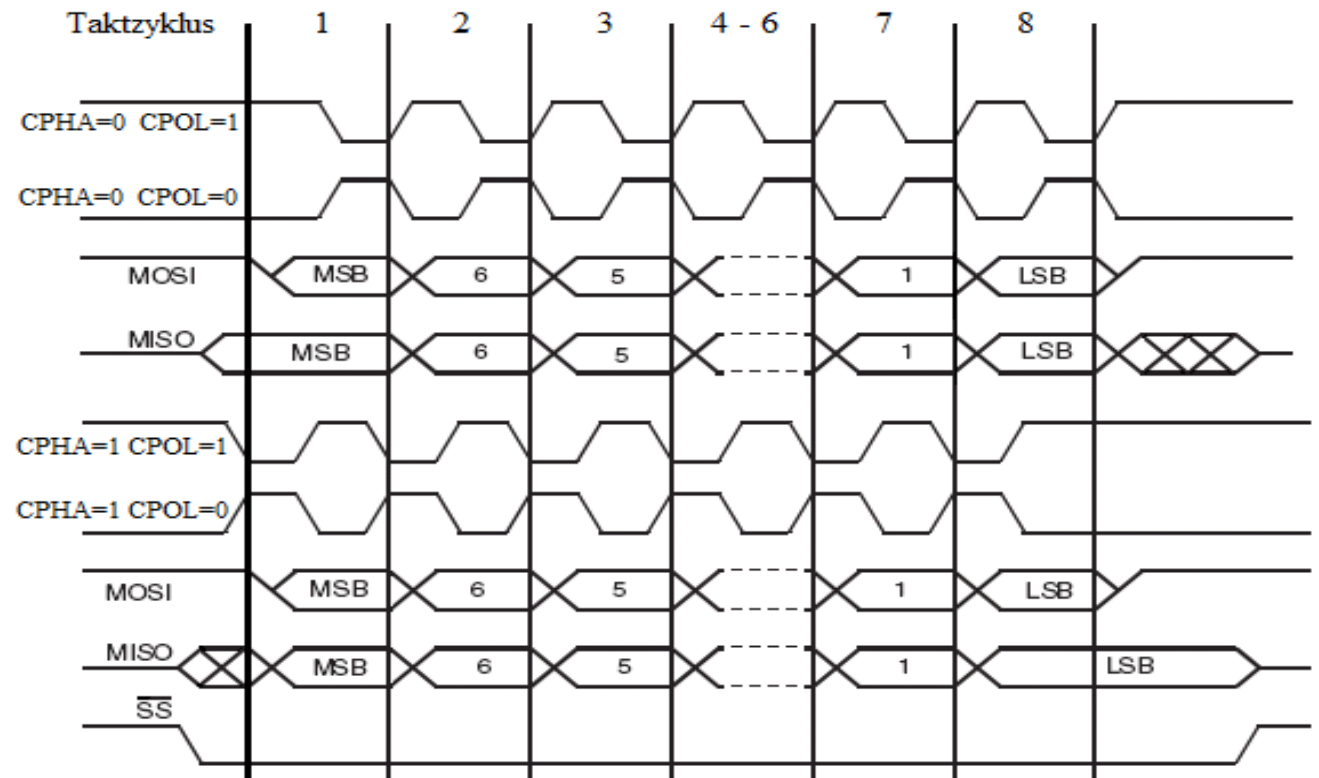 Taktzyklus 1 2 3 4 - 6 7 8
CPHA=0 CPOL=1
CPHA=0 CPOL=0
MOSI MSB 6 5 1 LSB
MISO MSB 6 5 1 LSB
CPHA=1 CPOL=1
CPHA=1 CPOL=0
MOSI MSB 6 5 1 LSB
MISO MSB 6 5 1 LSB
S̅S̅